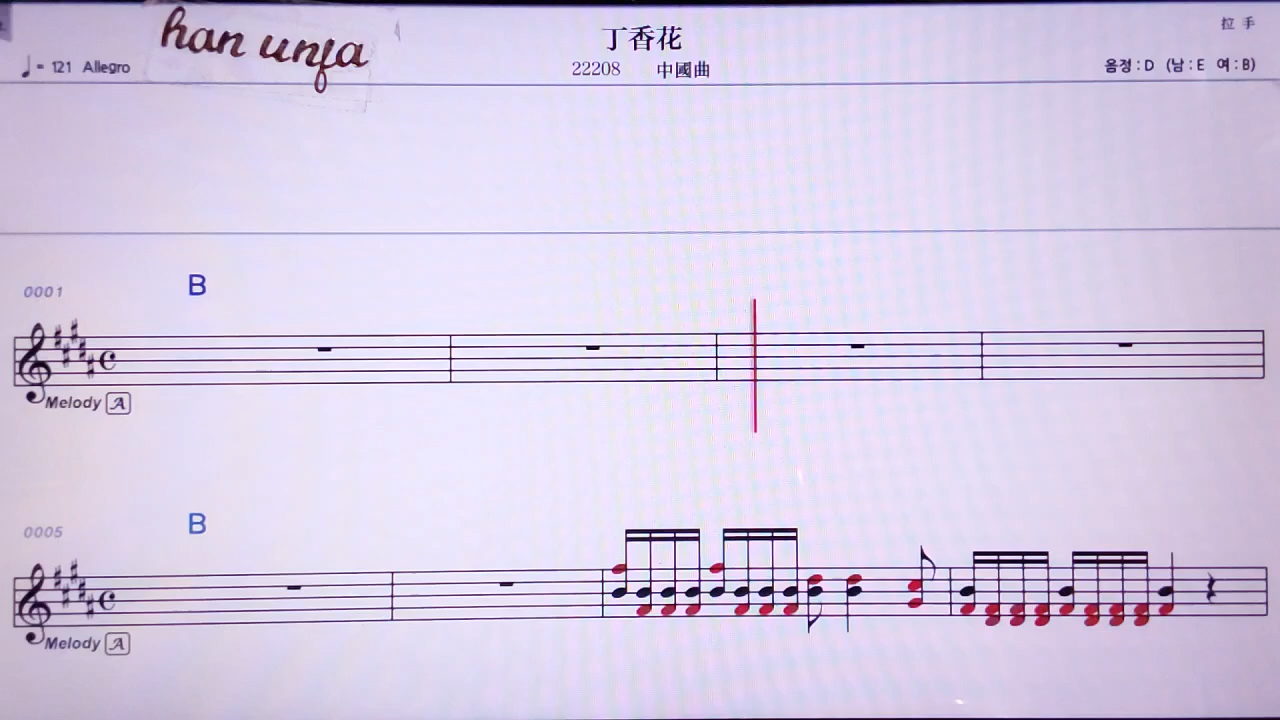 han unfa
丁香花
拉手
♩= 121 Allegro
22208 中國曲
음정 : D (남 : E 여 : B)
0001 B
Melody A
0005 B
Melody A